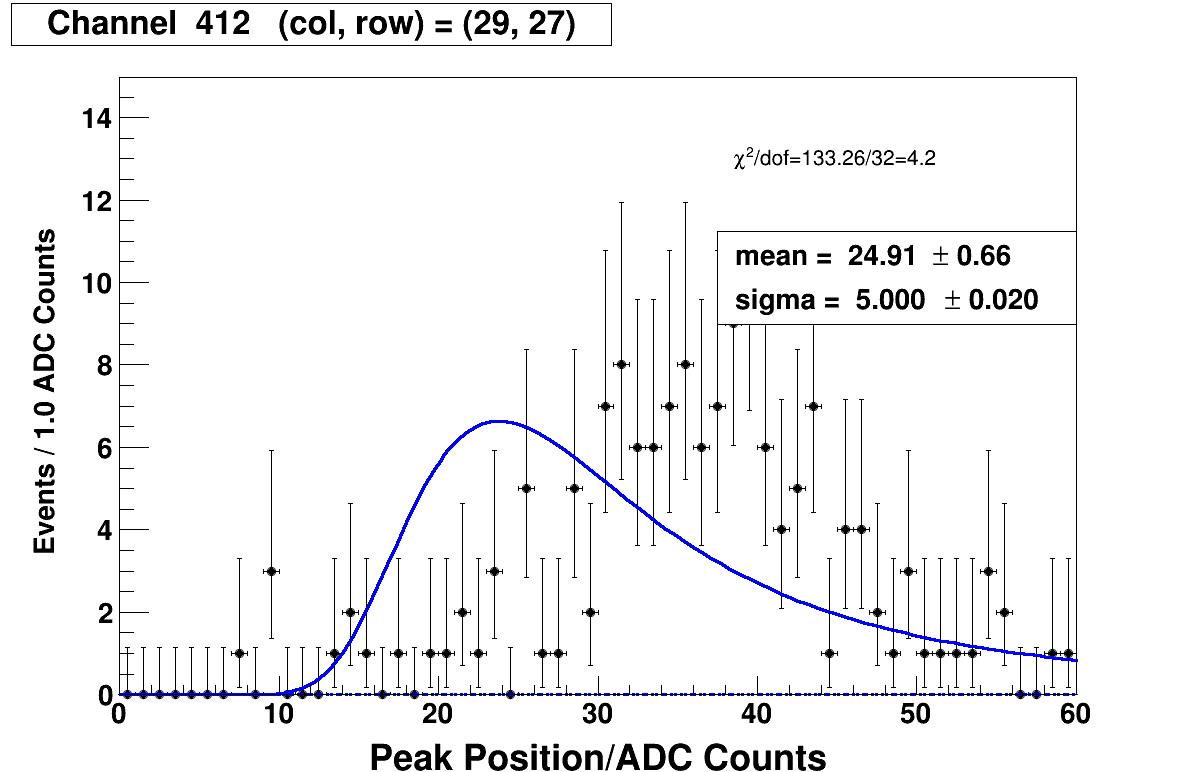 Channel 412 (col, row) = (29, 27)
χ²/dof=133.26/32=4.2
mean = 24.91 ± 0.66
sigma = 5.000 ± 0.020
Events / 1.0 ADC Counts
14
12
10
8
6
4
2
0
0 10 20 30 40 50 60
Peak Position/ADC Counts